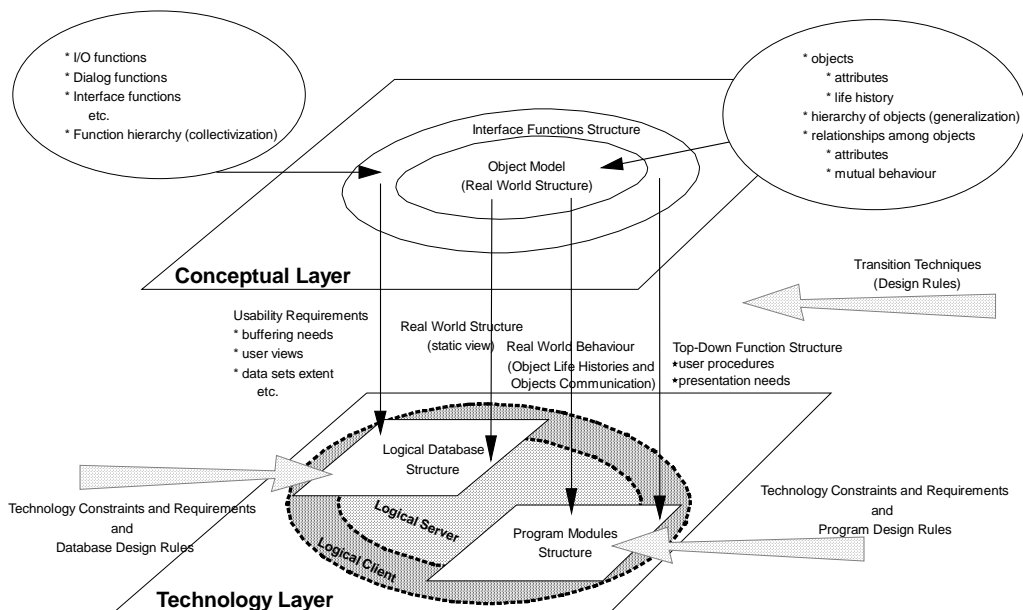 * I/O functions
* Dialog functions
* Interface functions
etc.
* Function hierarchy (collectivization)
* objects
* attributes
* life history
* hierarchy of objects (generalization)
* relationships among objects
* attributes
* mutual behaviour
Interface Functions Structure
Object Model
(Real World Structure)
Conceptual Layer
Transition Techniques
(Design Rules)
Usability Requirements
* buffering needs
* user views
* data sets extent
etc.
Real World Structure
(static view)
Real World Behaviour
(Object Life Histories and
Objects Communication)
Top-Down Function Structure
★user procedures
★presentation needs
Logical Database
Structure
Technology Constraints and Requirements
and
Database Design Rules
Logical Server
Logical Client
Program Modules
Structure
Technology Constraints and Requirements
and
Program Design Rules
Technology Layer